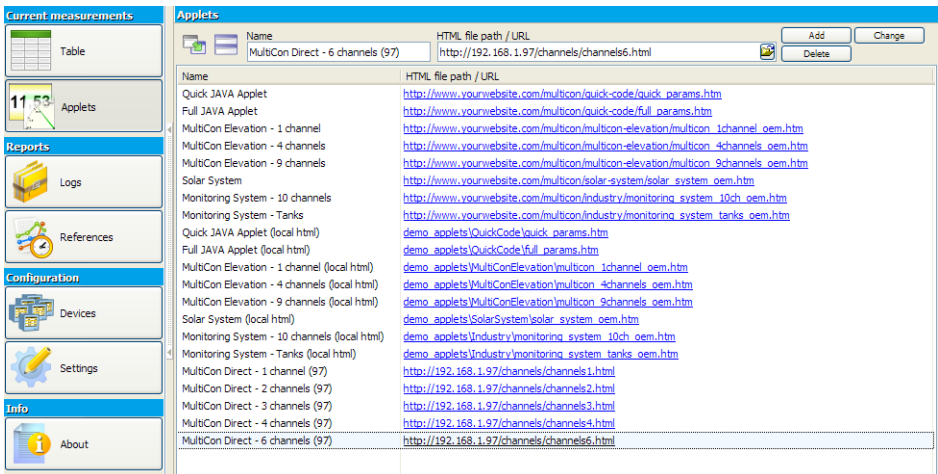 Current measurements
Table
11 53
Applets
Reports
Logs
References
Configuration
Devices
Settings
Info
About
Applets
Name HTML file path / URL
MultiCon Direct - 6 channels (97) http://192.168.1.97/channels/channels6.html
Add Change
Delete
Name HTML file path / URL
Quick JAVA Applet http://www.yourwebsite.com/multicon/quick-code/quick_params.htm
Full JAVA Applet http://www.yourwebsite.com/multicon/quick-code/full_params.htm
MultiCon Elevation - 1 channel http://www.yourwebsite.com/multicon/multicon-elevation/multicon_1channel_oem.htm
MultiCon Elevation - 4 channels http://www.yourwebsite.com/multicon/multicon-elevation/multicon_4channels_oem.htm
MultiCon Elevation - 9 channels http://www.yourwebsite.com/multicon/multicon-elevation/multicon_9channels_oem.htm
Solar System http://www.yourwebsite.com/multicon/solar-system/solar_system_oem.htm
Monitoring System - 10 channels http://www.yourwebsite.com/multicon/industry/monitoring_system_10ch_oem.htm
Monitoring System - Tanks http://www.yourwebsite.com/multicon/industry/monitoring_system_tanks_oem.htm
Quick JAVA Applet (local html) demo_applets\QuickCode\quick_params.htm
Full JAVA Applet (local html) demo_applets\QuickCode\full_params.htm
MultiCon Elevation - 1 channel (local html) demo_applets\MultiConElevation\multicon_1channel_oem.htm
MultiCon Elevation - 4 channels (local html) demo_applets\MultiConElevation\multicon_4channels_oem.htm
MultiCon Elevation - 9 channels (local html) demo_applets\MultiConElevation\multicon_9channels_oem.htm
Solar System (local html) demo_applets\SolarSystem\solar_system_oem.htm
Monitoring System - 10 channels (local html) demo_applets\Industry\monitoring_system_10ch_oem.htm
Monitoring System - Tanks (local html) demo_applets\Industry\monitoring_system_tanks_oem.htm
MultiCon Direct - 1 channel (97) http://192.168.1.97/channels/channels1.html
MultiCon Direct - 2 channels (97) http://192.168.1.97/channels/channels2.html
MultiCon Direct - 3 channels (97) http://192.168.1.97/channels/channels3.html
MultiCon Direct - 4 channels (97) http://192.168.1.97/channels/channels4.html
MultiCon Direct - 6 channels (97) http://192.168.1.97/channels/channels6.html